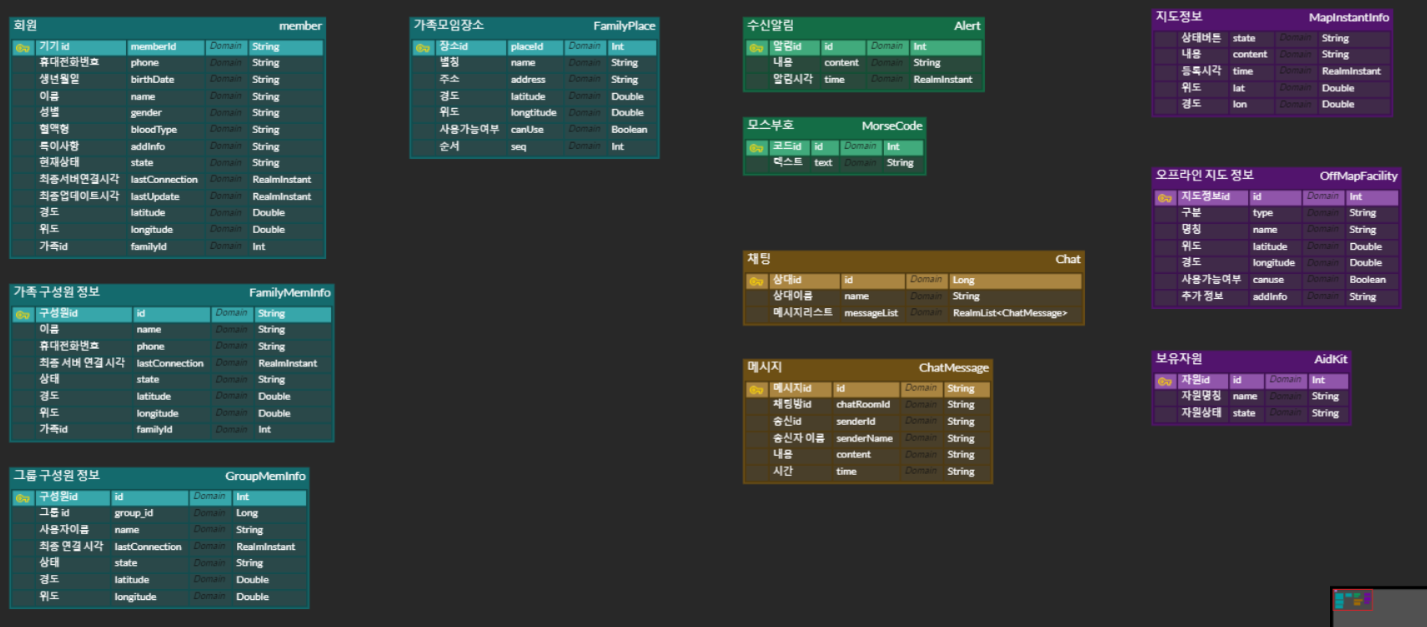 회원 member
기기 id memberId Domain String
휴대전화번호 phone Domain String
생년월일 birthDate Domain String
이름 name Domain String
성별 gender Domain String
혈액형 bloodType Domain String
특이사항 addInfo Domain String
현재상태 state Domain String
최종서버연결시각 lastConnection Domain RealmInstant
최종업데이트시각 lastUpdate Domain RealmInstant
경도 latitude Domain Double
위도 longitude Domain Double
가족id familyId Domain Int
가족 구성원 정보 FamilyMemInfo
구성원id id Domain String
이름 name Domain String
휴대전화번호 phone Domain String
최종 서버 연결 시각 lastConnection Domain RealmInstant
상태 state Domain String
경도 latitude Domain Double
위도 longitude Domain Double
가족id familyId Domain Int
그룹 구성원 정보 GroupMemInfo
구성원id id Domain Int
그룹 id group_id Domain Long
사용자이름 name Domain String
최종 연결 시각 lastConnection Domain RealmInstant
상태 state Domain String
경도 latitude Domain Double
위도 longitude Domain Double
가족모임장소 FamilyPlace
장소id placeId Domain Int
별칭 name Domain String
주소 address Domain String
경도 latitude Domain Double
위도 longtitude Domain Double
사용가능여부 canUse Domain Boolean
순서 seq Domain Int
수신알림 Alert
알림id id Domain Int
내용 content Domain String
알림시각 time Domain RealmInstant
모스부호 MorseCode
코드id id Domain Int
텍스트 text Domain String
채팅 Chat
상대id id Domain Long
상대이름 name Domain String
메시지리스트 messageList Domain RealmList<ChatMessage>
메시지 ChatMessage
메시지id id Domain String
채팅방id chatRoomId Domain String
송신id senderId Domain String
송신자 이름 senderName Domain String
내용 content Domain String
시간 time Domain String
지도정보 MapInstantInfo
상태버튼 state Domain String
내용 content Domain String
등록시각 time Domain RealmInstant
위도 lat Domain Double
경도 lon Domain Double
오프라인 지도 정보 OffMapFacility
지도정보id id Domain Int
구분 type Domain String
명칭 name Domain String
위도 latitude Domain Double
경도 longitude Domain Double
사용가능여부 canuse Domain Boolean
추가 정보 addInfo Domain String
보유자원 AidKit
자원id id Domain Int
자원명칭 name Domain String
자원상태 state Domain String